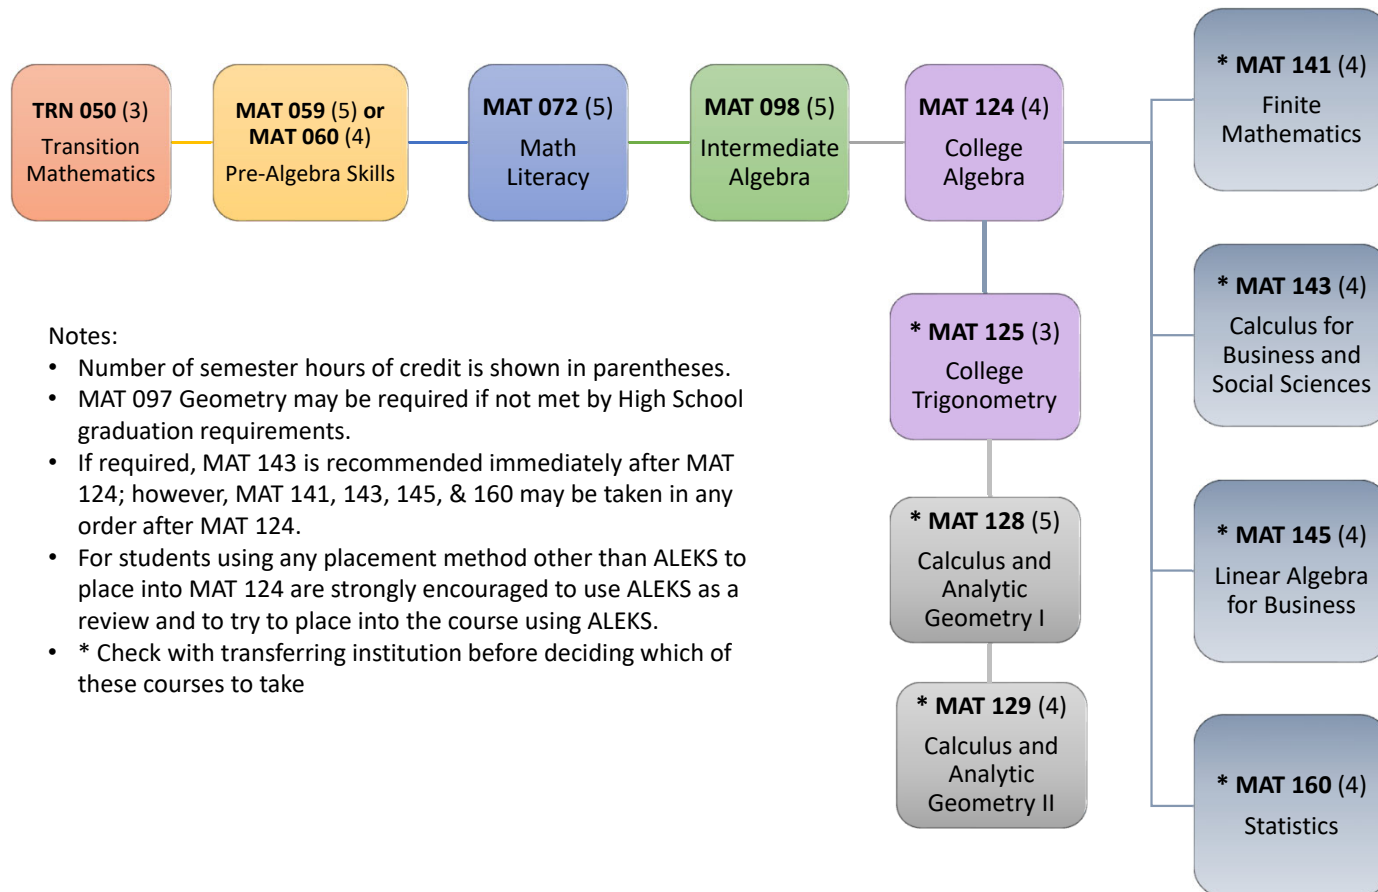 TRN 050 (3)
Transition
Mathematics
MAT 059 (5) or
MAT 060 (4)
Pre-Algebra Skills
MAT 072 (5)
Math
Literacy
MAT 098 (5)
Intermediate
Algebra
MAT 124 (4)
College
Algebra
* MAT 141 (4)
Finite
Mathematics
* MAT 143 (4)
Calculus for
Business and
Social Sciences
* MAT 145 (4)
Linear Algebra
for Business
* MAT 160 (4)
Statistics
* MAT 125 (3)
College
Trigonometry
* MAT 128 (5)
Calculus and
Analytic
Geometry I
* MAT 129 (4)
Calculus and
Analytic
Geometry II
Notes:
• Number of semester hours of credit is shown in parentheses.
• MAT 097 Geometry may be required if not met by High School
graduation requirements.
• If required, MAT 143 is recommended immediately after MAT
124; however, MAT 141, 143, 145, & 160 may be taken in any
order after MAT 124.
• For students using any placement method other than ALEKS to
place into MAT 124 are strongly encouraged to use ALEKS as a
review and to try to place into the course using ALEKS.
• * Check with transferring institution before deciding which of
these courses to take